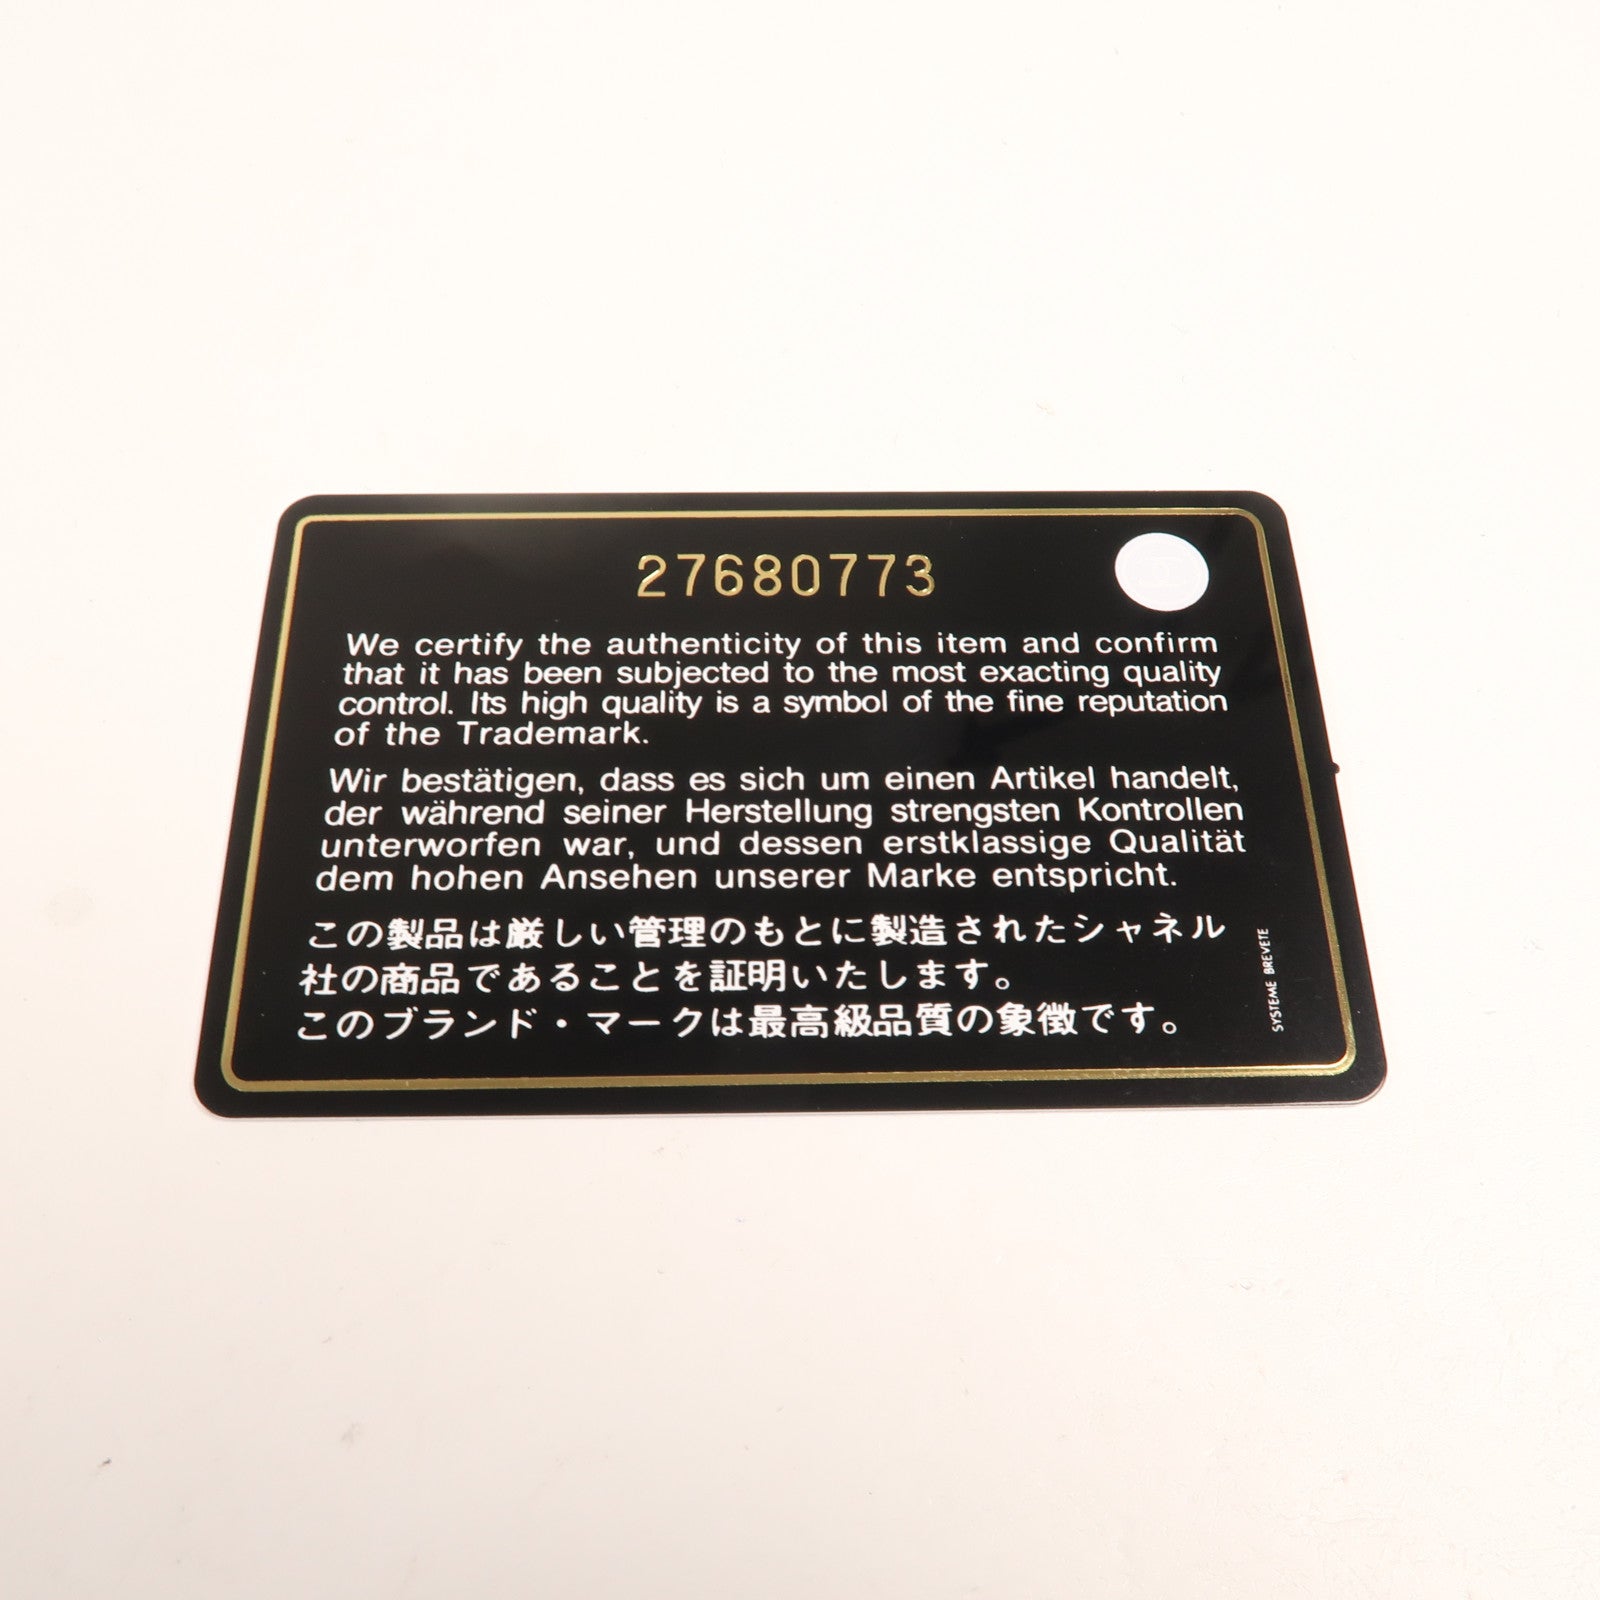 27680773
We certify the authenticity of this item and confirm
that it has been subjected to the most exacting quality
control. Its high quality is a symbol of the fine reputation
of the Trademark.
Wir bestätigen, dass es sich um einen Artikel handelt,
der während seiner Herstellung strengsten Kontrollen
unterworfen war, und dessen erstklassige Qualität
dem hohen Ansehen unserer Marke entspricht.
この製品は厳しい管理のもとに製造されたシャネル
社の商品であることを証明いたします。
このブランド・マークは最高級品質の象徴です。
SYSTEME BREVETE